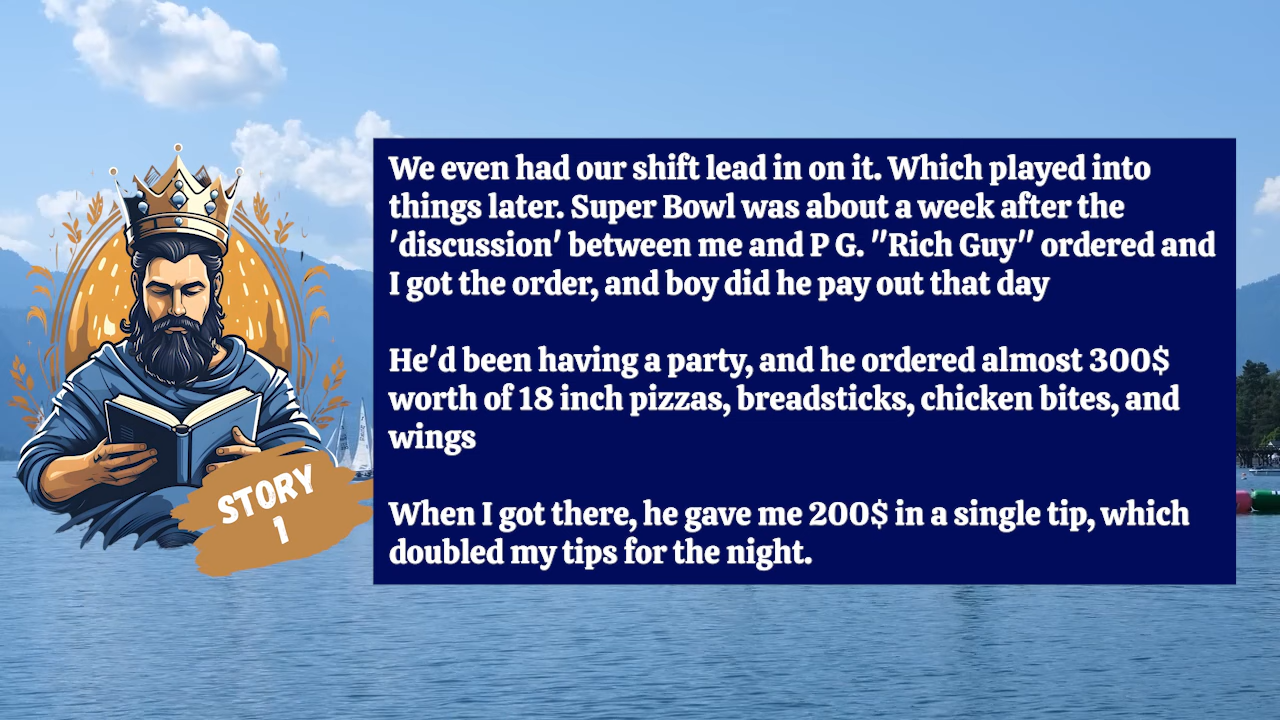 We even had our shift lead in on it. Which played into
things later. Super Bowl was about a week after the
'discussion' between me and P G. "Rich Guy" ordered and
I got the order, and boy did he pay out that day
He'd been having a party, and he ordered almost 300$
worth of 18 inch pizzas, breadsticks, chicken bites, and
wings
When I got there, he gave me 200$ in a single tip, which
doubled my tips for the night.
STORY
1